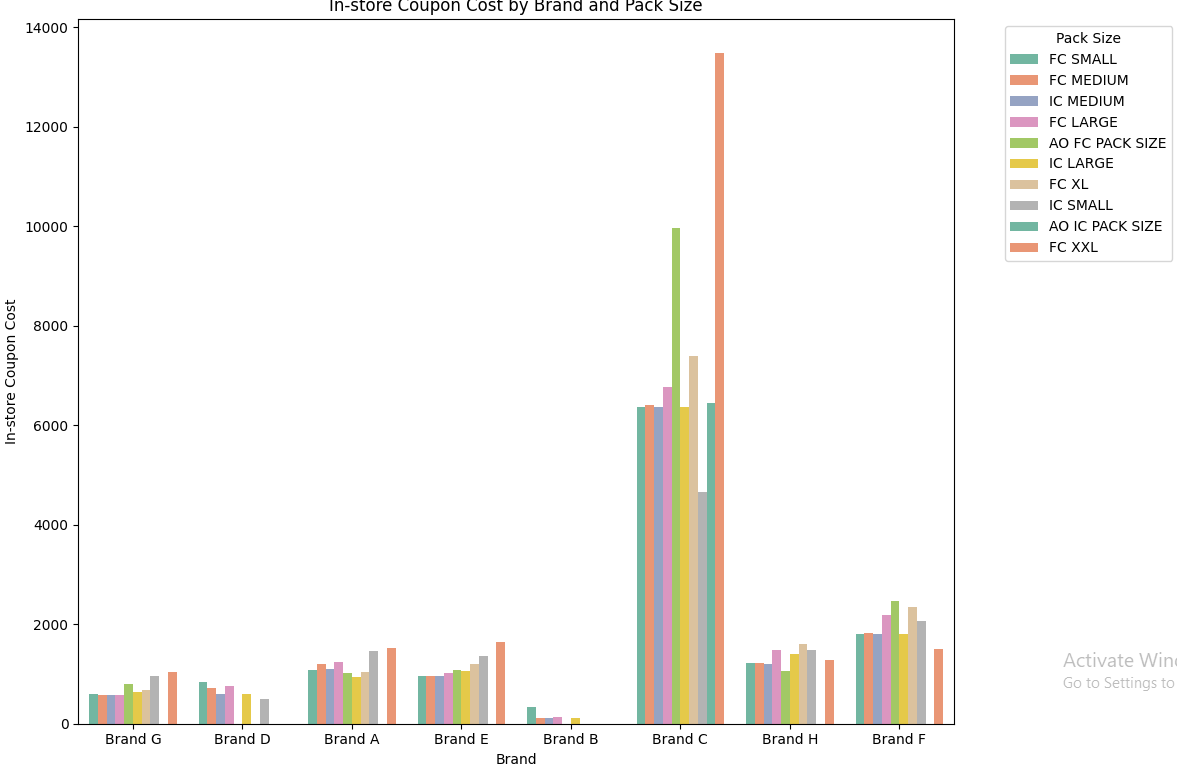 In-store Coupon Cost by Brand and Pack Size
14000
12000
10000
8000
6000
4000
2000
0
In-store Coupon Cost
Brand G
Brand D
Brand A
Brand E
Brand B
Brand C
Brand H
Brand F
Brand
Pack Size
FC SMALL
FC MEDIUM
IC MEDIUM
FC LARGE
AO FC PACK SIZE
IC LARGE
FC XL
IC SMALL
AO IC PACK SIZE
FC XXL
Activate
Go to Settings to